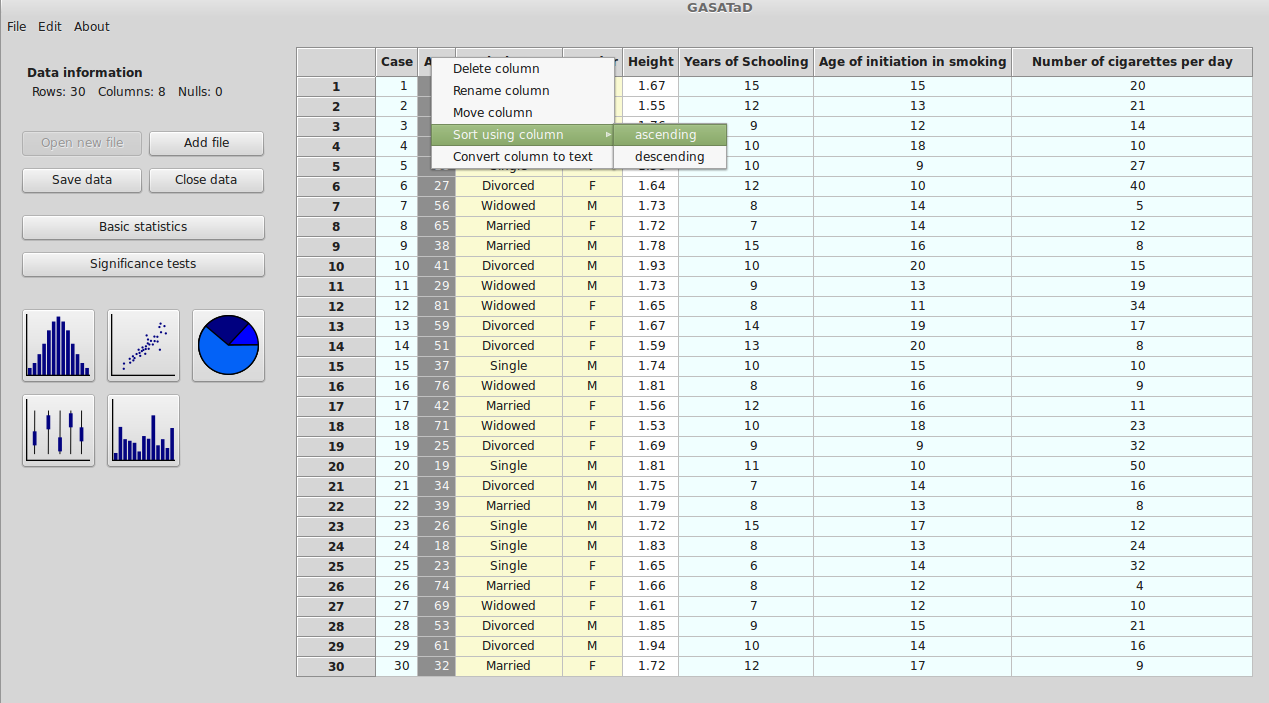 GASATaD
File Edit About
Data information
Rows: 30 Columns: 8 Nulls: 0
Open new file Add file
Save data Close data
Basic statistics
Significance tests
Case Height Years of Schooling Age of initiation in smoking Number of cigarettes per day
Delete column
Rename column
Move column
Sort using column ascending
Convert column to text descending
1 1 1.67 15 15 20
2 2 1.55 12 13 21
3 3 9 12 14
4 4 10 18 10
5 5 10 9 27
6 6 27 Divorced F 1.64 12 10 40
7 7 56 Widowed M 1.73 8 14 5
8 8 65 Married F 1.72 7 14 12
9 9 38 Married M 1.78 15 16 8
10 10 41 Divorced M 1.93 10 20 15
11 11 29 Widowed M 1.73 9 13 19
12 12 81 Widowed F 1.65 8 11 34
13 13 59 Divorced F 1.67 14 19 17
14 14 51 Divorced F 1.59 13 20 8
15 15 37 Single M 1.74 10 15 10
16 16 76 Widowed M 1.81 8 16 9
17 17 42 Married F 1.56 12 16 11
18 18 71 Widowed F 1.53 10 18 23
19 19 25 Divorced F 1.69 9 9 32
20 20 19 Single M 1.81 11 10 50
21 21 34 Divorced M 1.75 7 14 16
22 22 39 Married M 1.79 8 13 8
23 23 26 Single M 1.72 15 17 12
24 24 18 Single M 1.83 8 13 24
25 25 23 Single F 1.65 6 14 32
26 26 74 Married F 1.66 8 12 4
27 27 69 Widowed F 1.61 7 12 10
28 28 53 Divorced M 1.85 9 15 21
29 29 61 Divorced M 1.94 10 14 16
30 30 32 Married F 1.72 12 17 9